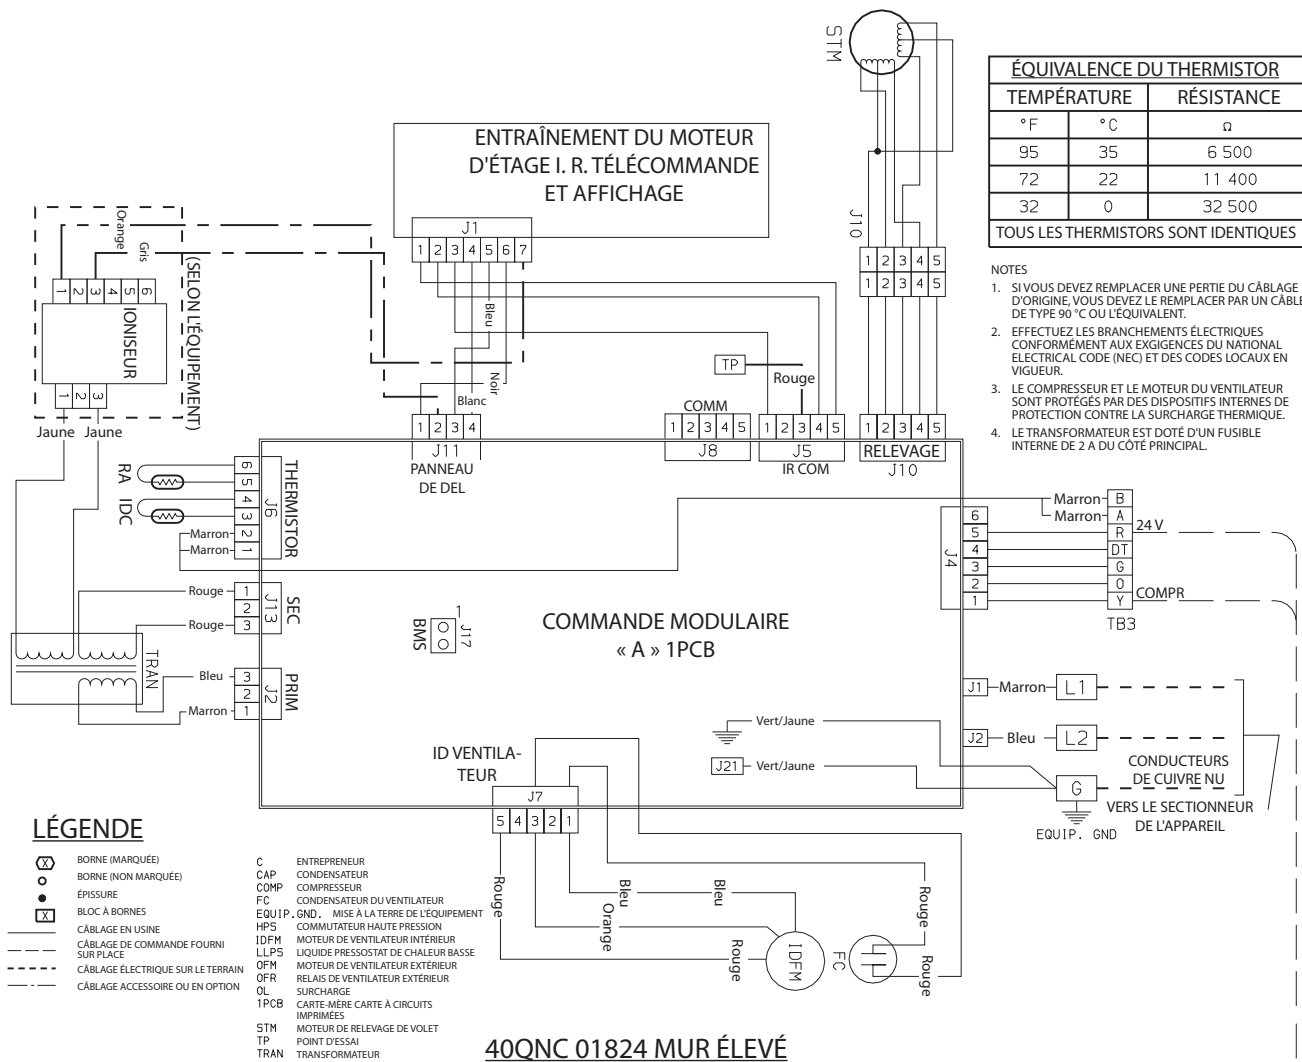 STM
ÉQUIVALENCE DU THERMISTOR
TEMPÉRATURE RÉSISTANCE
°F °C Ω
95 35 6 500
72 22 11 400
32 0 32 500
TOUS LES THERMISTORS SONT IDENTIQUES
NOTES
1. SI VOUS DEVEZ REMPLACER UNE PERTIE DU CÂBLAGE
D'ORIGINE, VOUS DEVEZ LE REMPLACER PAR UN CÂBLE
DE TYPE 90 °C OU L'ÉQUIVALENT.
2. EFFECTUEZ LES BRANCHEMENTS ÉLECTRIQUES
CONFORMÉMENT AUX EXGIGENCES DU NATIONAL
ELECTRICAL CODE (NEC) ET DES CODES LOCAUX EN
VIGUEUR.
3. LE COMPRESSEUR ET LE MOTEUR DU VENTILATEUR
SONT PROTÉGÉS PAR DES DISPOSITIFS INTERNES DE
PROTECTION CONTRE LA SURCHARGE THERMIQUE.
4. LE TRANSFORMATEUR EST DOTÉ D'UN FUSIBLE
INTERNE DE 2 A DU CÔTÉ PRINCIPAL.
ENTRAÎNEMENT DU MOTEUR
D'ÉTAGE I. R. TÉLÉCOMMANDE
ET AFFICHAGE
J1
1 2 3 4 5 6 7
J10
1 2 3 4 5
1 2 3 4 5
Orange
Gris
(SELON L'ÉQUIPEMENT)
1 2 3 4 5 6
IONISEUR
1 2 3
Jaune Jaune
Bleu
Noir
Blanc
TP
Rouge
1 2 3 4
J11
PANNEAU
DE DEL
COMM
1 2 3 4 5
J8
1 2 3 4 5
J5
IR COM
1 2 3 4 5
RELEVAGE
J10
RA
IDC
6
5
4
3
2
1
J6
THERMISTOR
Marron
Marron
Rouge
Rouge
1
2
3
J13
SEC
TRAN
Bleu
Marron
3
2
1
J2
PRIM
1
J17
BMS
COMMANDE MODULAIRE
« A » 1PCB
J4
6
5
4
3
2
1
Marron B
Marron A
R 24 V
DT
G
O
Y COMPR
TB3
J1 Marron L1
J2 Bleu L2
Vert/Jaune
J21 Vert/Jaune
G
EQUIP. GND
CONDUCTEURS
DE CUIVRE NU
VERS LE SECTIONNEUR
DE L'APPAREIL
ID VENTILA-
TEUR
J7
5 4 3 2 1
Rouge
Orange
Bleu
Bleu
Rouge
IDFM
FC
Rouge
Rouge
LÉGENDE
X BORNE (MARQUÉE)
BORNE (NON MARQUÉE)
ÉPISSURE
X BLOC À BORNES
CÂBLAGE EN USINE
CÂBLAGE DE COMMANDE FOURNI
SUR PLACE
CÂBLAGE ÉLECTRIQUE SUR LE TERRAIN
CÂBLAGE ACCESSOIRE OU EN OPTION
C ENTREPRENEUR
CAP CONDENSATEUR
COMP COMPRESSEUR
FC CONDENSATEUR DU VENTILATEUR
EQUIP.GND. MISE À LA TERRE DE L'ÉQUIPEMENT
HPS COMMUTATEUR HAUTE PRESSION
IDFM MOTEUR DE VENTILATEUR INTÉRIEUR
LLPS LIQUIDE PRESSOSTAT DE CHALEUR BASSE
OFM MOTEUR DE VENTILATEUR EXTÉRIEUR
OFR RELAIS DE VENTILATEUR EXTÉRIEUR
OL SURCHARGE
1PCB CARTE-MÈRE CARTE À CIRCUITS
IMPRIMÉES
STM MOTEUR DE RELEVAGE DE VOLET
TP POINT D'ESSAI
TRAN TRANSFORMATEUR
40QNC 01824 MUR ÉLEVÉ